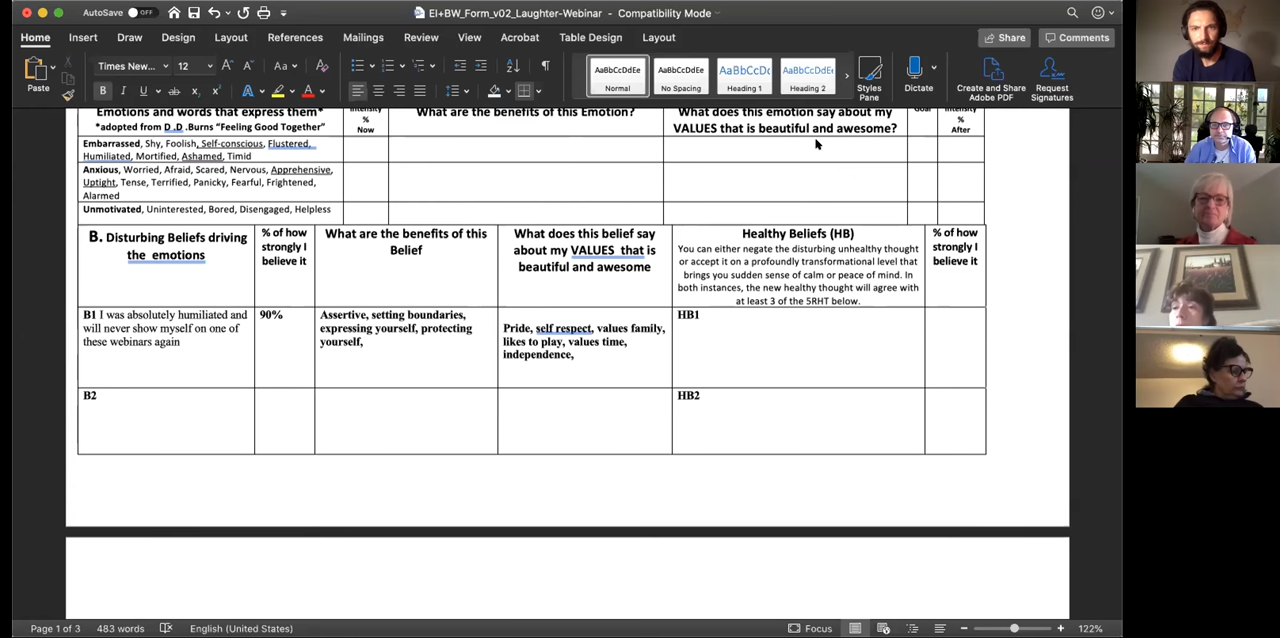 AutoSave OFF
EI+BW_Form_v02_Laughter-Webinar - Compatibility Mode
Home Insert Draw Design Layout References Mailings Review View Acrobat Table Design Layout
Share Comments
Paste
Times New... 12
AaBbCcDdEe AaBbCcDdEe AaBbCcDc AaBbCcDdEe
Normal No Spacing Heading 1 Heading 2
Styles Pane
Dictate
Create and Share Adobe PDF
Request Signatures
Emotions and words that express them*
*adopted from D.D.Burns "Feeling Good Together"
%
Now
What are the benefits of this Emotion?
What does this emotion say about my
VALUES that is beautiful and awesome?
%
After
Embarrassed, Shy, Foolish, Self-conscious, Flustered,
Humiliated, Mortified, Ashamed, Timid
Anxious, Worried, Afraid, Scared, Nervous, Apprehensive,
Uptight, Tense, Terrified, Panicky, Fearful, Frightened,
Alarmed
Unmotivated, Uninterested, Bored, Disengaged, Helpless
B. Disturbing Beliefs driving
the emotions
% of how
strongly I
believe it
What are the benefits of this
Belief
What does this belief say
about my VALUES that is
beautiful and awesome
Healthy Beliefs (HB)
You can either negate the disturbing unhealthy thought
or accept it on a profoundly transformational level that
brings you sudden sense of calm or peace of mind. In
both instances, the new healthy thought will agree with
at least 3 of the 5RHT below.
% of how
strongly I
believe it
B1 I was absolutely humiliated and
will never show myself on one of
these webinars again
90%
Assertive, setting boundaries,
expressing yourself, protecting
yourself,
Pride, self respect, values family,
likes to play, values time,
independence,
HB1
B2
HB2
Page 1 of 3 483 words English (United States)
Focus
122%